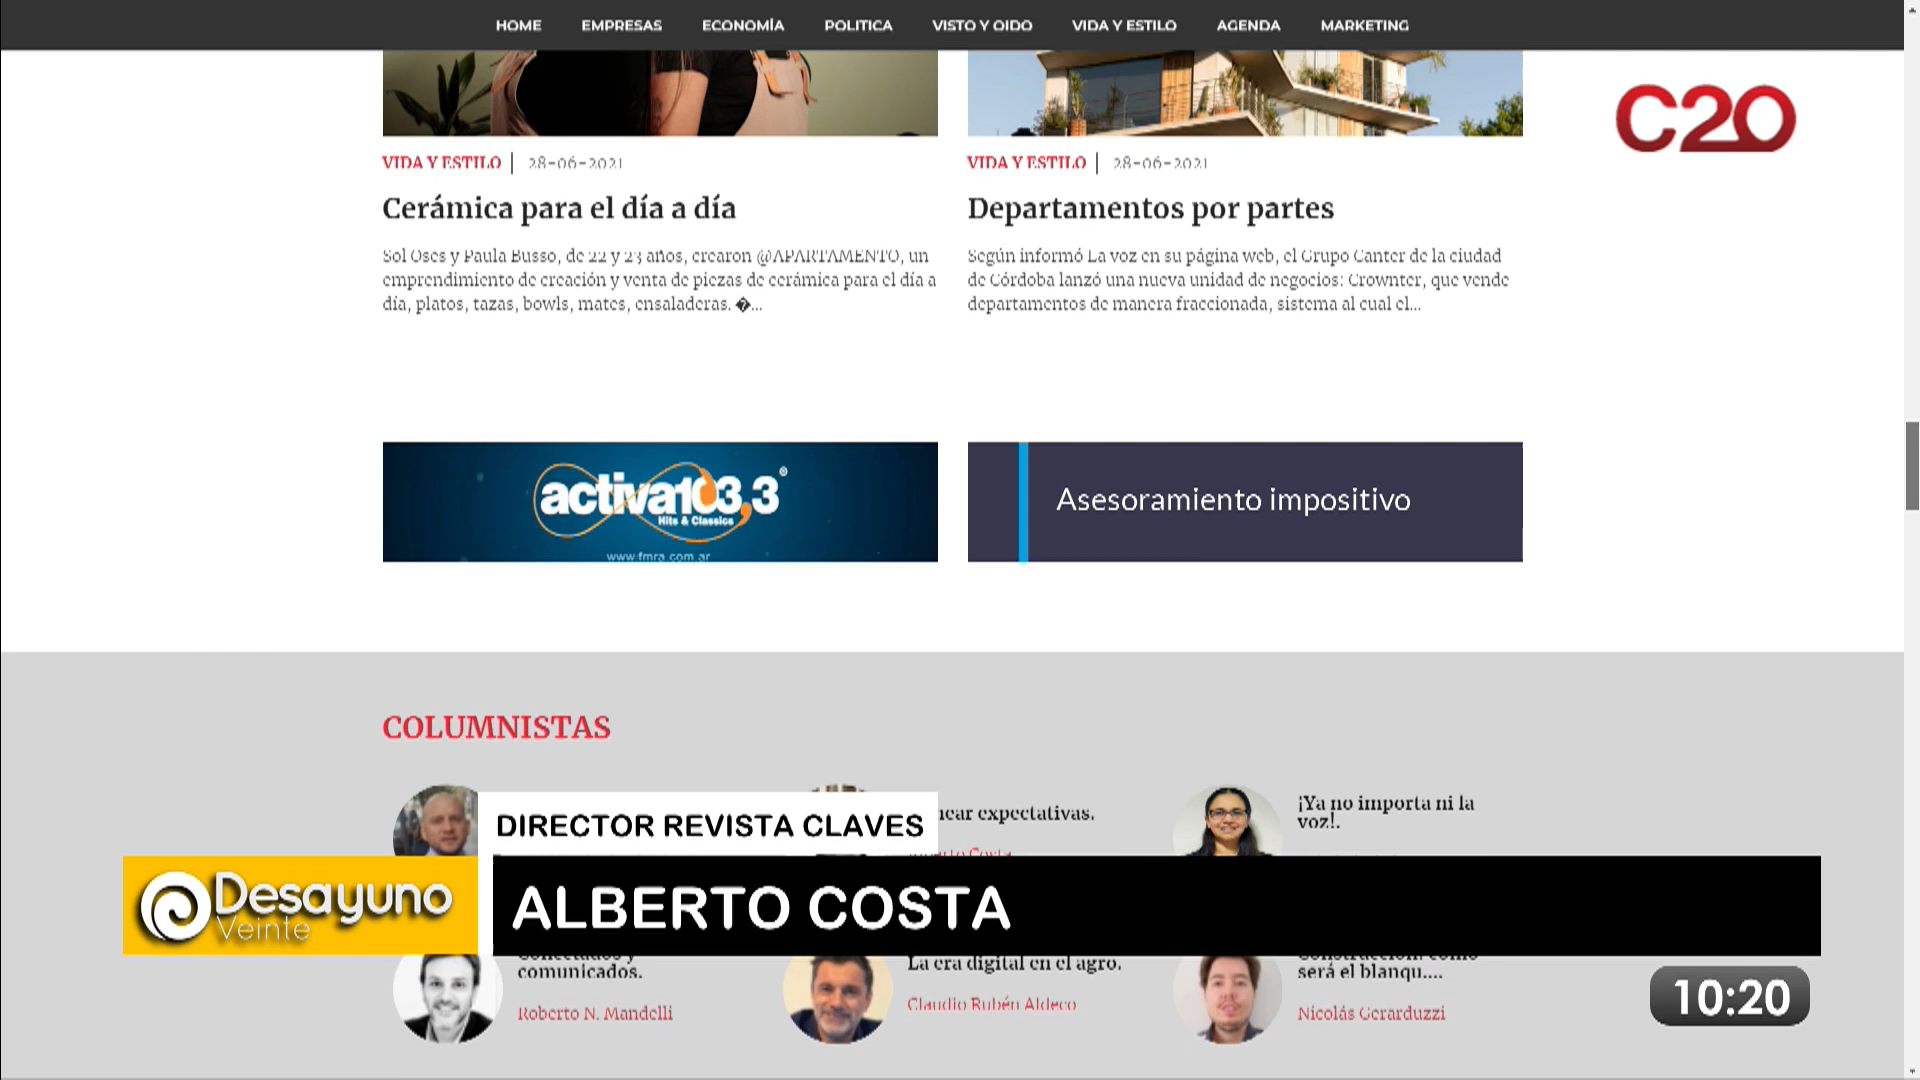 HOME EMPRESAS ECONOMÍA POLITICA VISTO Y OIDO VIDA Y ESTILO AGENDA MARKETING
C20
VIDA Y ESTILO | 28-06-2021
Cerámica para el día a día
Sol Oses y Paula Busso, de 22 y 23 años, crearon @APARTAMENTO, un
emprendimiento de creación y venta de piezas de cerámica para el día a
día, platos, tazas, bowls, mates, ensaladeras. �...
VIDA Y ESTILO | 28-06-2021
Departamentos por partes
Según informó La voz en su página web, el Grupo Canter de la ciudad
de Córdoba lanzó una nueva unidad de negocios: Crownter, que vende
departamentos de manera fraccionada, sistema al cual el...
activa103,3
Hits & Classics
www.fmra.com.ar
Asesoramiento impositivo
COLUMNISTAS
expectativas.
Costa
¡Ya no importa ni la
voz!.
DIRECTOR REVISTA CLAVES
Desayuno
Veinte
ALBERTO COSTA
Conectados y
comunicados.
Roberto N. Mandelli
La era digital en el agro.
Claudio Rubén Aldeco
Construcción: cómo
será el blanqu....
Nicolás Gerarduzzi
10:20